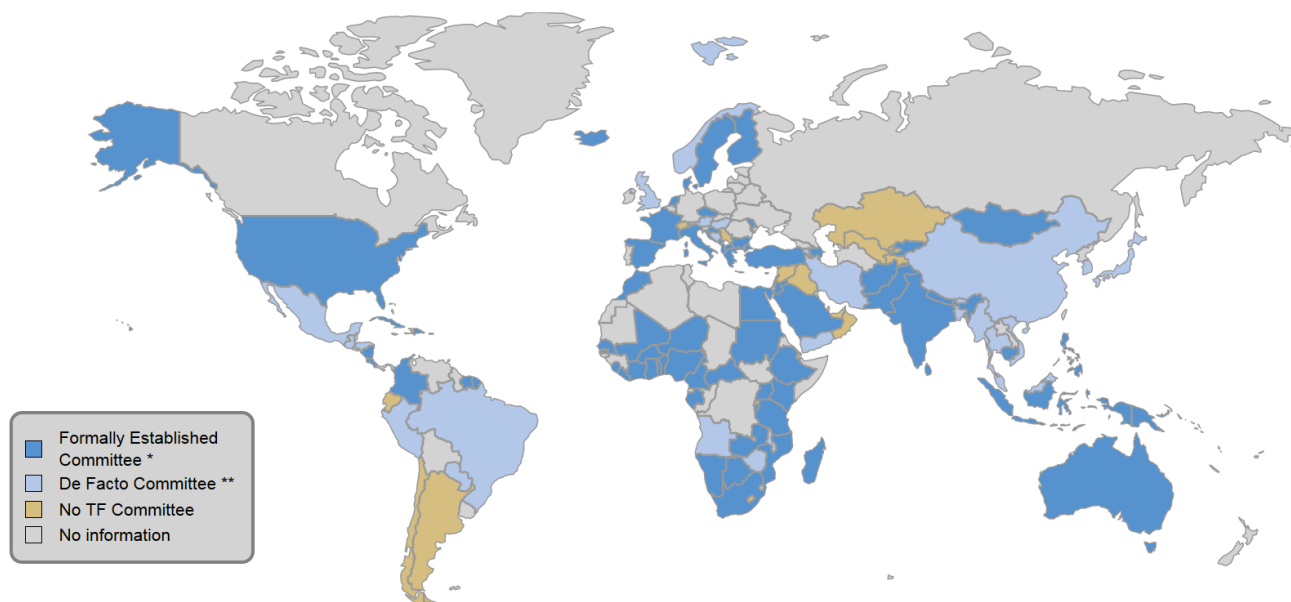 Formally Established
Committee *
De Facto Committee **
No TF Committee
No information